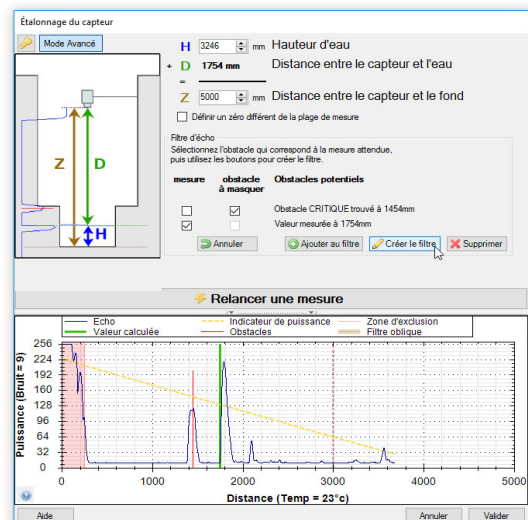 Étalonnage du capteur
Mode Avancé
H 3246 mm Hauteur d'eau
+ D 1754 mm Distance entre le capteur et l'eau
=
Z 5000 mm Distance entre le capteur et le fond
Définir un zéro différent de la plage de mesure
Z D H
Filtre d'écho
Sélectionnez l'obstacle qui correspond à la mesure attendue,
puis utilisez les boutons pour créer le filtre.
mesure obstacle à masquer Obstacles potentiels
Obstacle CRITIQUE trouvé à 1454mm
Valeur mesurée à 1754mm
Annuler Ajouter au filtre Créer le filtre Supprimer
Relancer une mesure
Echo Indicateur de puissance Zone d'exclusion
Valeur calculée Obstacles Filtre oblique
Puissance (Bruit = 9)
256
224
192
160
128
96
64
32
0
0 1000 2000 3000 4000 5000
Distance (Temp = 23°c)
Aide Annuler Valider